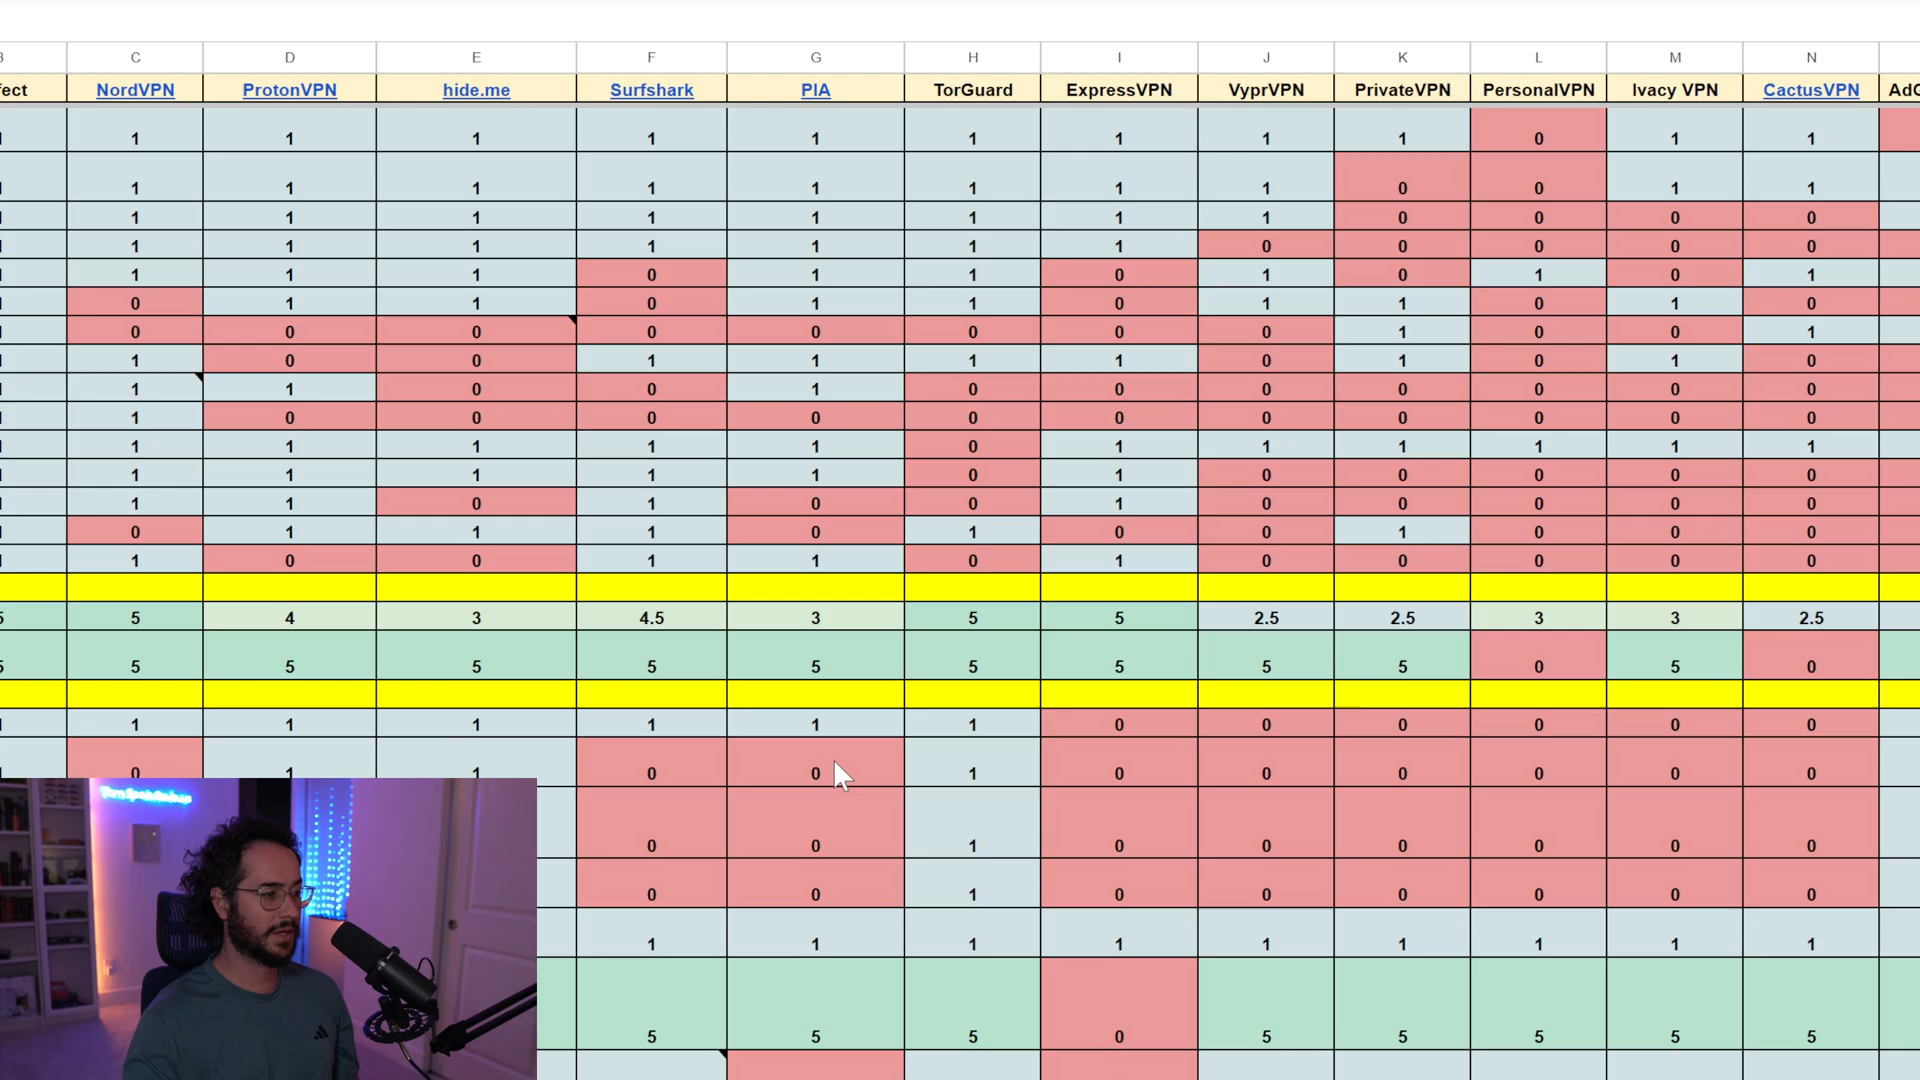 C D E F G H I J K L M N
fect NordVPN ProtonVPN hide.me Surfshark PIA TorGuard ExpressVPN VyprVPN PrivateVPN PersonalVPN Ivacy VPN CactusVPN AdG
1 1 1 1 1 1 1 1 1 0 1 1
1 1 1 1 1 1 1 1 0 0 1 1
1 1 1 1 1 1 1 1 0 0 0 0
1 1 1 1 1 1 1 0 0 0 0 0
1 1 1 0 1 1 0 1 0 1 0 1
0 1 1 0 1 1 0 1 1 0 1 0
0 0 0 0 0 0 0 0 1 0 0 1
1 0 0 1 1 1 1 0 1 0 1 0
1 1 0 0 1 0 0 0 0 0 0 0
1 0 0 0 0 0 0 0 0 0 0 0
1 1 1 1 1 0 1 1 1 1 1 1
1 1 1 1 1 0 1 0 0 0 0 0
1 1 0 1 0 0 1 0 0 0 0 0
0 1 1 1 0 1 0 0 1 0 0 0
1 0 0 1 1 0 1 0 0 0 0 0
5 5 4 3 4.5 3 5 5 2.5 2.5 3 3 2.5
5 5 5 5 5 5 5 5 5 5 0 5 0
1 1 1 1 1 1 0 0 0 0 0 0
0 1 1 0 0 1 0 0 0 0 0 0
0 0 1 0 0 0 0 0 0
0 0 1 0 0 0 0 0 0
1 1 1 1 1 1 1 1 1
5 5 5 0 5 5 5 5 5